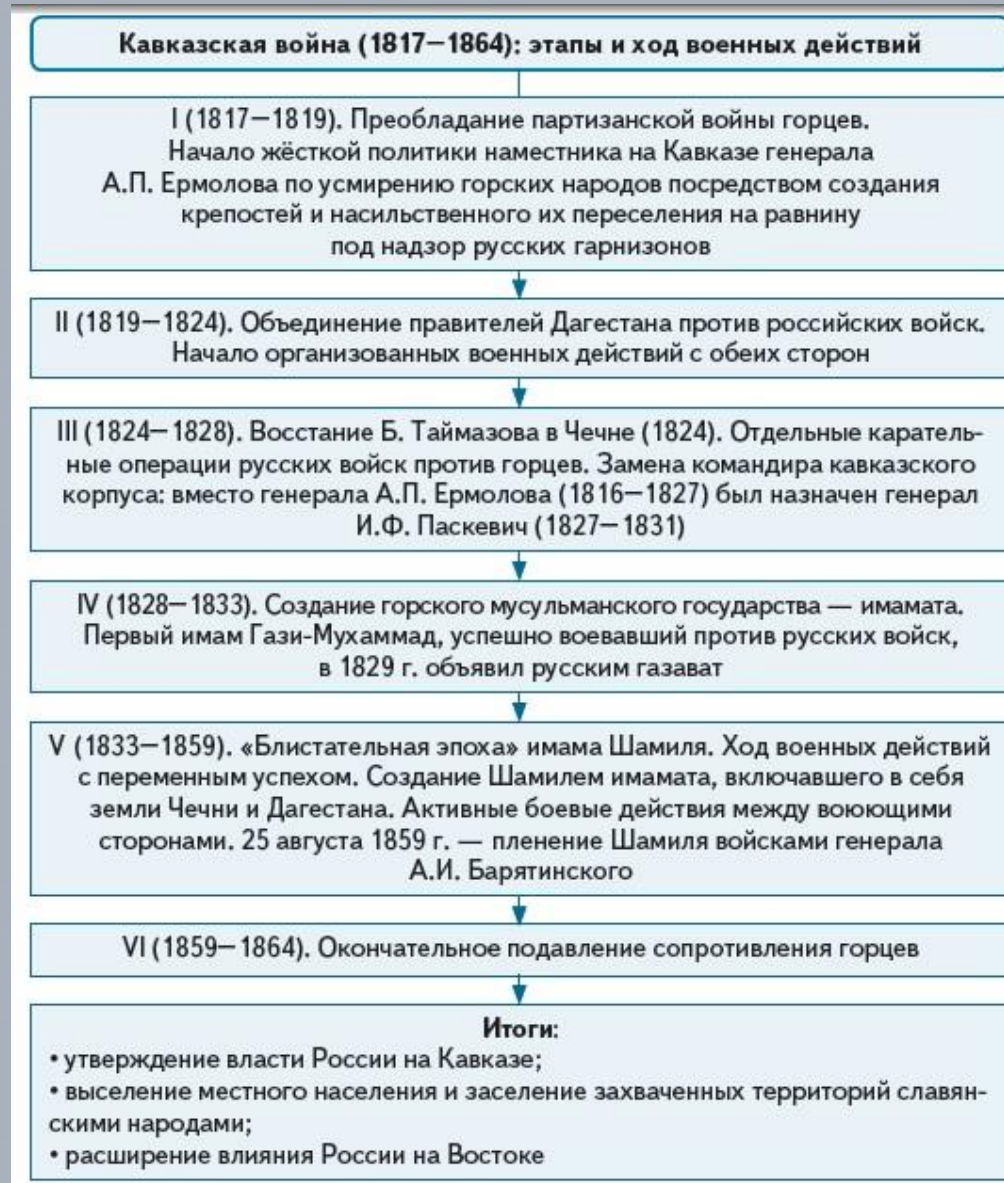 Кавказская война (1817—1864): этапы и ход военных действий
I (1817—1819). Преобладание партизанской войны горцев.
Начало жёсткой политики наместника на Кавказе генерала
А.П. Ермолова по усмирению горских народов посредством создания
крепостей и насильственного их переселения на равнину
под надзор русских гарнизонов
II (1819—1824). Объединение правителей Дагестана против российских войск.
Начало организованных военных действий с обеих сторон
III (1824—1828). Восстание Б. Таймазова в Чечне (1824). Отдельные каратель-
ные операции русских войск против горцев. Замена командира кавказского
корпуса: вместо генерала А.П. Ермолова (1816—1827) был назначен генерал
И.Ф. Паскевич (1827—1831)
IV (1828—1833). Создание горского мусульманского государства — имамата.
Первый имам Гази-Мухаммад, успешно воевавший против русских войск,
в 1829 г. объявил русским газават
V (1833—1859). «Блистательная эпоха» имама Шамиля. Ход военных действий
с переменным успехом. Создание Шамилем имамата, включавшего в себя
земли Чечни и Дагестана. Активные боевые действия между воюющими
сторонами. 25 августа 1859 г. — пленение Шамиля войсками генерала
А.И. Барятинского
VI (1859—1864). Окончательное подавление сопротивления горцев
Итоги:
• утверждение власти России на Кавказе;
• выселение местного населения и заселение захваченных территорий славян-
скими народами;
• расширение влияния России на Востоке